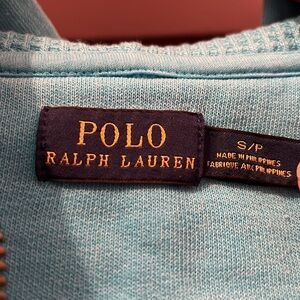 POLO
RALPH LAUREN
S/P
MADE IN PHILIPPINES
FABRIQUE AUX PHILIPPINES